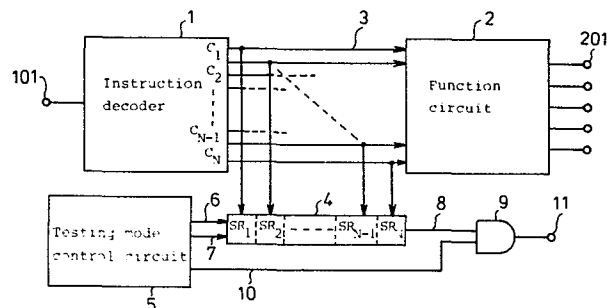 1
3
2
201
101
Instruction
decoder
C1
C2
CN-1
CN
Function
circuit
6
7
4
SR1
SR2
SRN-1
8
9
11
Testing mode
control circuit
5
10